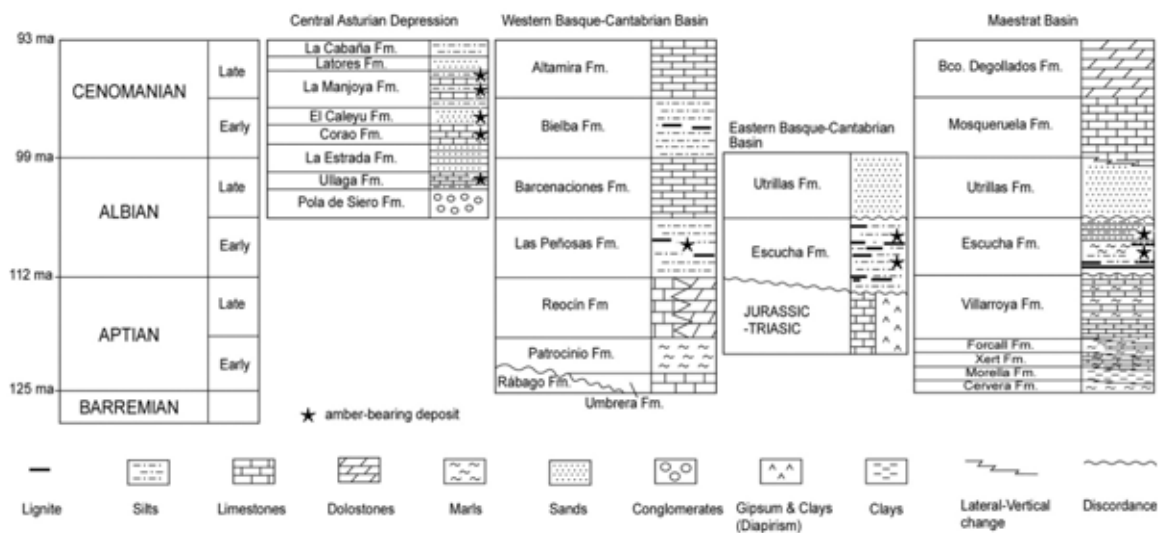 Central Asturian Depression
Western Basque-Cantabrian Basin
Maestrat Basin
93 ma
99 ma
112 ma
125 ma
CENOMANIAN
Late
Early
ALBIAN
Late
Early
APTIAN
Late
Early
BARREMIAN
La Cabaña Fm.
Latores Fm.
La Manjoya Fm.
El Caleyu Fm.
Corao Fm.
La Estrada Fm.
Ullaga Fm.
Pola de Siero Fm.
Altamira Fm.
Bielba Fm.
Barcenaciones Fm.
Las Peñosas Fm.
Reocín Fm
Patrocinio Fm.
Rábago Fm.
Umbrera Fm.
Eastern Basque-Cantabrian
Basin
Utrillas Fm.
Escucha Fm.
JURASSIC
-TRIASIC
Bco. Degollados Fm.
Mosqueruela Fm.
Utrillas Fm.
Escucha Fm.
Villarroya Fm.
Forcall Fm.
Xert Fm.
Morella Fm.
Cervera Fm.
amber-bearing deposit
Lignite
Silts
Limestones
Dolostones
Marls
Sands
Conglomerates
Gipsum & Clays
(Diapirism)
Clays
Lateral-Vertical
change
Discordance